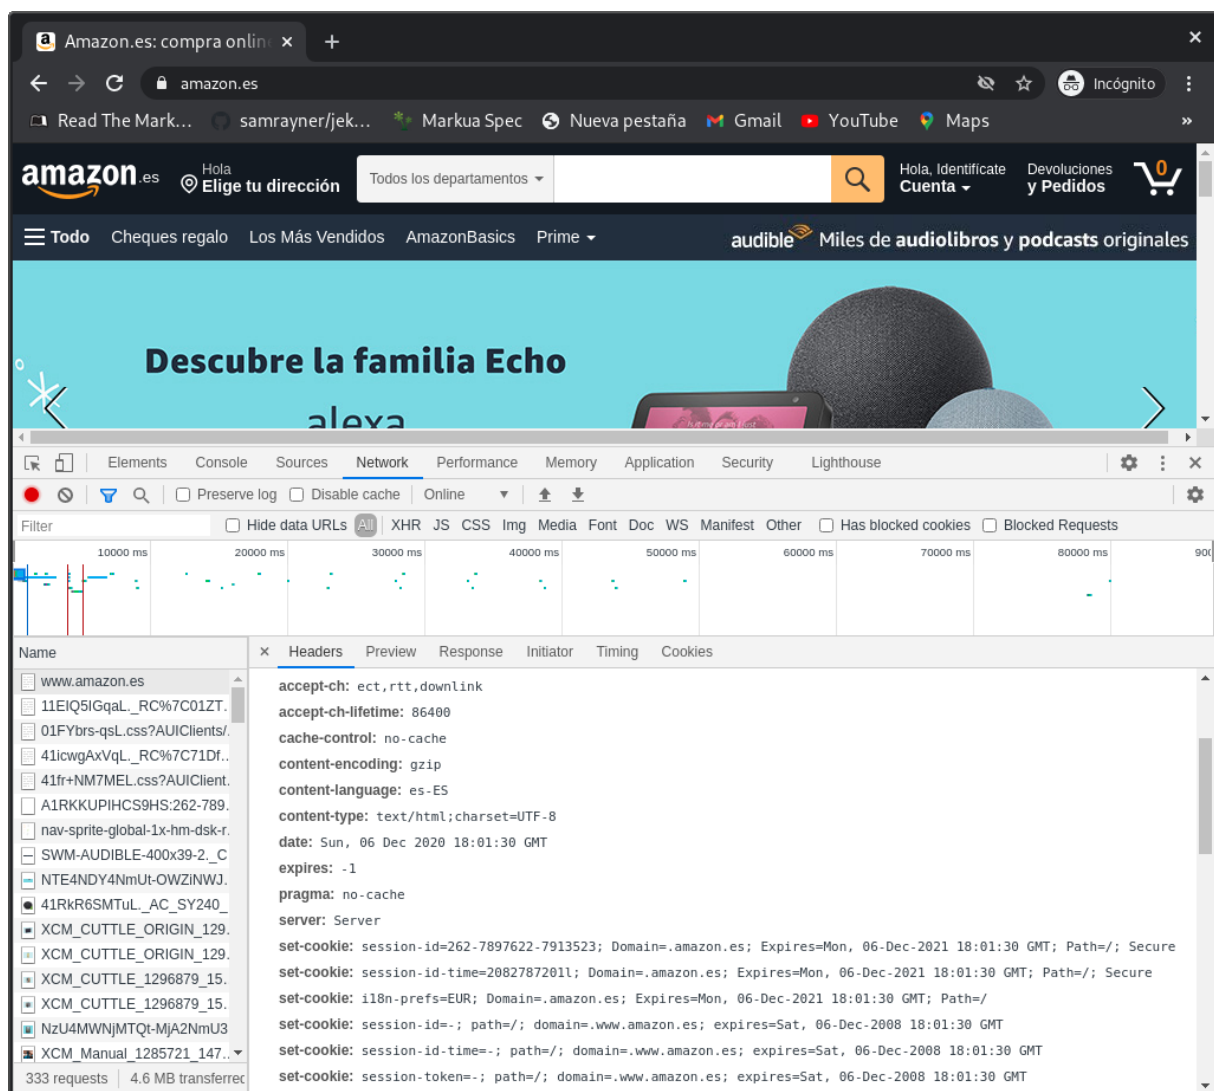 Amazon.es: compra online
amazon.es
Incógnito
Read The Mark... samrayner/jek... Markua Spec Nueva pestaña Gmail YouTube Maps »
amazon.es Hola Elige tu dirección Todos los departamentos Hola, Identifícate Cuenta Devoluciones y Pedidos 0
Todo Cheques regalo Los Más Vendidos AmazonBasics Prime audible Miles de audiolibros y podcasts originales
Descubre la familia Echo
alexa
Elements Console Sources Network Performance Memory Application Security Lighthouse
Preserve log Disable cache Online
Filter Hide data URLs All XHR JS CSS Img Media Font Doc WS Manifest Other Has blocked cookies Blocked Requests
10000 ms 20000 ms 30000 ms 40000 ms 50000 ms 60000 ms 70000 ms 80000 ms 900
Name
www.amazon.es
11EIQ5IGqaL._RC%7C01ZT.
01FYbrs-qsL.css?AUIClients/.
41icwgAxVqL._RC%7C71Df..
41fr+NM7MEL.css?AUIClient.
A1RKKUPIHCS9HS:262-789.
nav-sprite-global-1x-hm-dsk-r.
SWM-AUDIBLE-400x39-2._C
NTE4NDY4NmUt-OWZiNWJ.
41RkR6SMTuL._AC_SY240_
XCM_CUTTLE_ORIGIN_129.
XCM_CUTTLE_ORIGIN_129.
XCM_CUTTLE_1296879_15.
XCM_CUTTLE_1296879_15.
NzU4MWNjMTQt-MjA2NmU3
XCM_Manual_1285721_147..
333 requests 4.6 MB transferred
Headers Preview Response Initiator Timing Cookies
accept-ch: ect,rtt,downlink
accept-ch-lifetime: 86400
cache-control: no-cache
content-encoding: gzip
content-language: es-ES
content-type: text/html;charset=UTF-8
date: Sun, 06 Dec 2020 18:01:30 GMT
expires: -1
pragma: no-cache
server: Server
set-cookie: session-id=262-7897622-7913523; Domain=.amazon.es; Expires=Mon, 06-Dec-2021 18:01:30 GMT; Path=/; Secure
set-cookie: session-id-time=2082787201l; Domain=.amazon.es; Expires=Mon, 06-Dec-2021 18:01:30 GMT; Path=/; Secure
set-cookie: i18n-prefs=EUR; Domain=.amazon.es; Expires=Mon, 06-Dec-2021 18:01:30 GMT; Path=/
set-cookie: session-id=-; path=/; domain=.www.amazon.es; expires=Sat, 06-Dec-2008 18:01:30 GMT
set-cookie: session-id-time=-; path=/; domain=.www.amazon.es; expires=Sat, 06-Dec-2008 18:01:30 GMT
set-cookie: session-token=-; path=/; domain=.www.amazon.es; expires=Sat, 06-Dec-2008 18:01:30 GMT